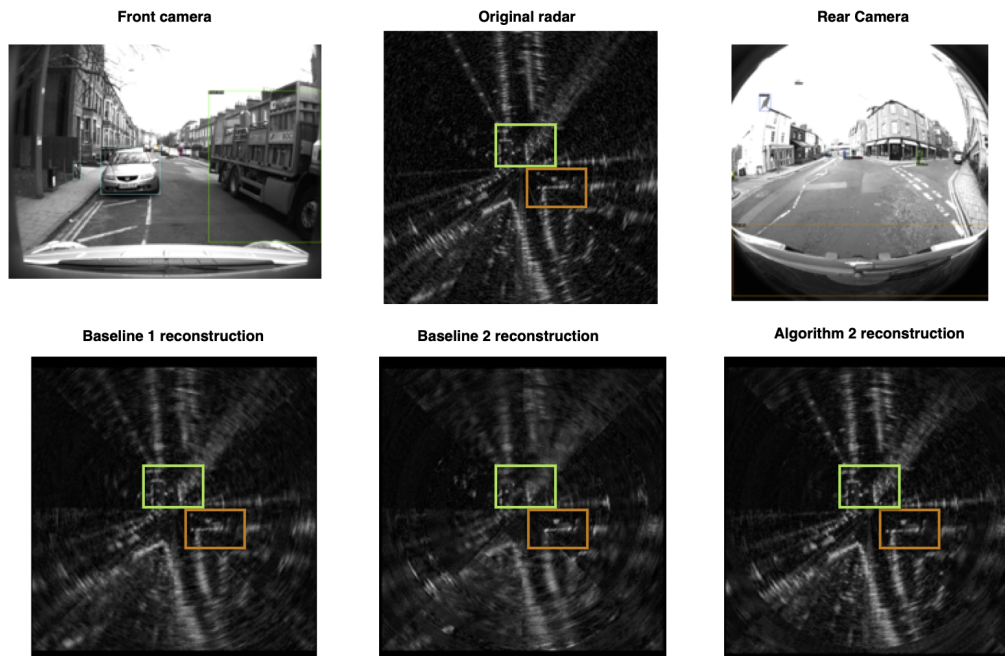 Front camera
Original radar
Rear Camera
Baseline 1 reconstruction
Baseline 2 reconstruction
Algorithm 2 reconstruction